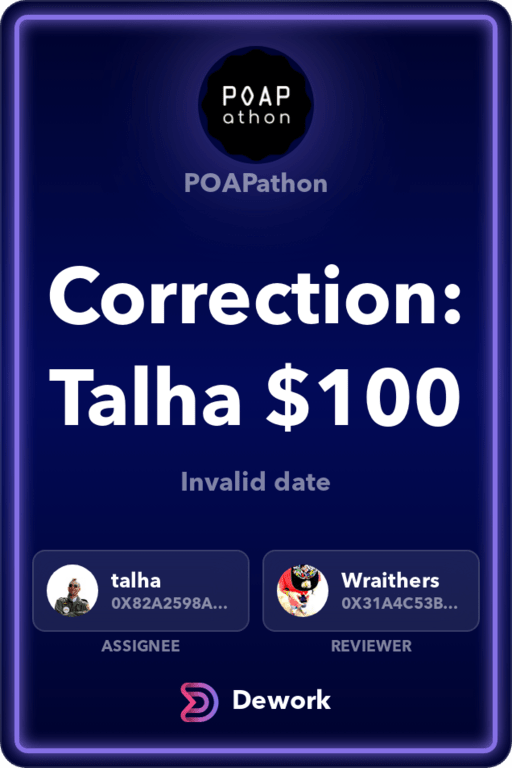 POAP
athon
POAPathon
Correction:
Talha $100
Invalid date
talha
0X82A2598A...
Wraithers
0X31A4C53B...
ASSIGNEE
REVIEWER
Dework